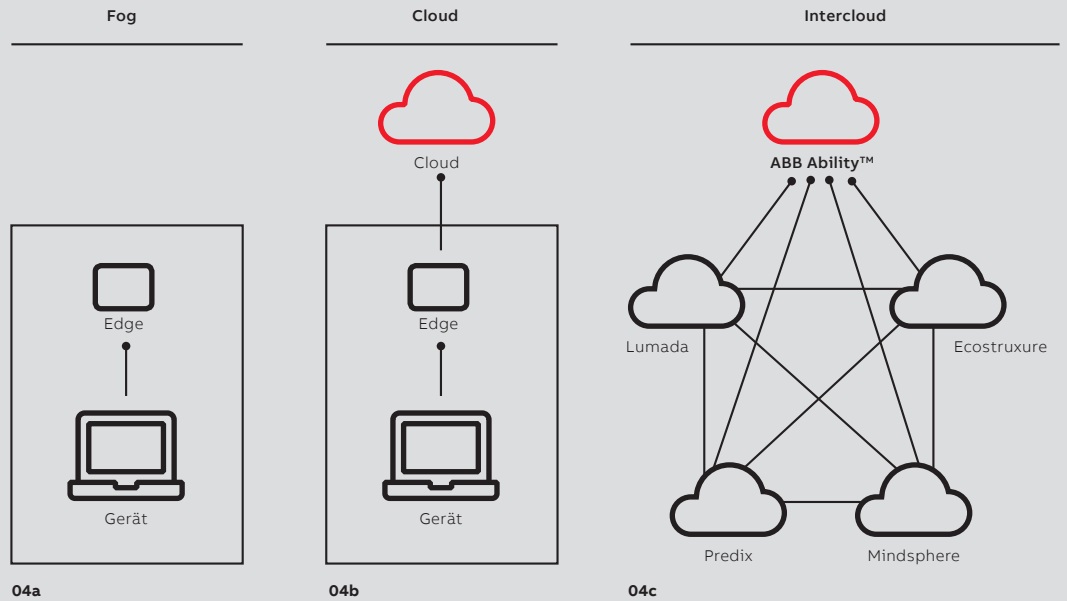 Fog
Edge
Gerät
04a
Cloud
Cloud
Edge
Gerät
04b
Intercloud
ABB Ability™
Lumada
Ecostruxure
Predix
Mindsphere
04c